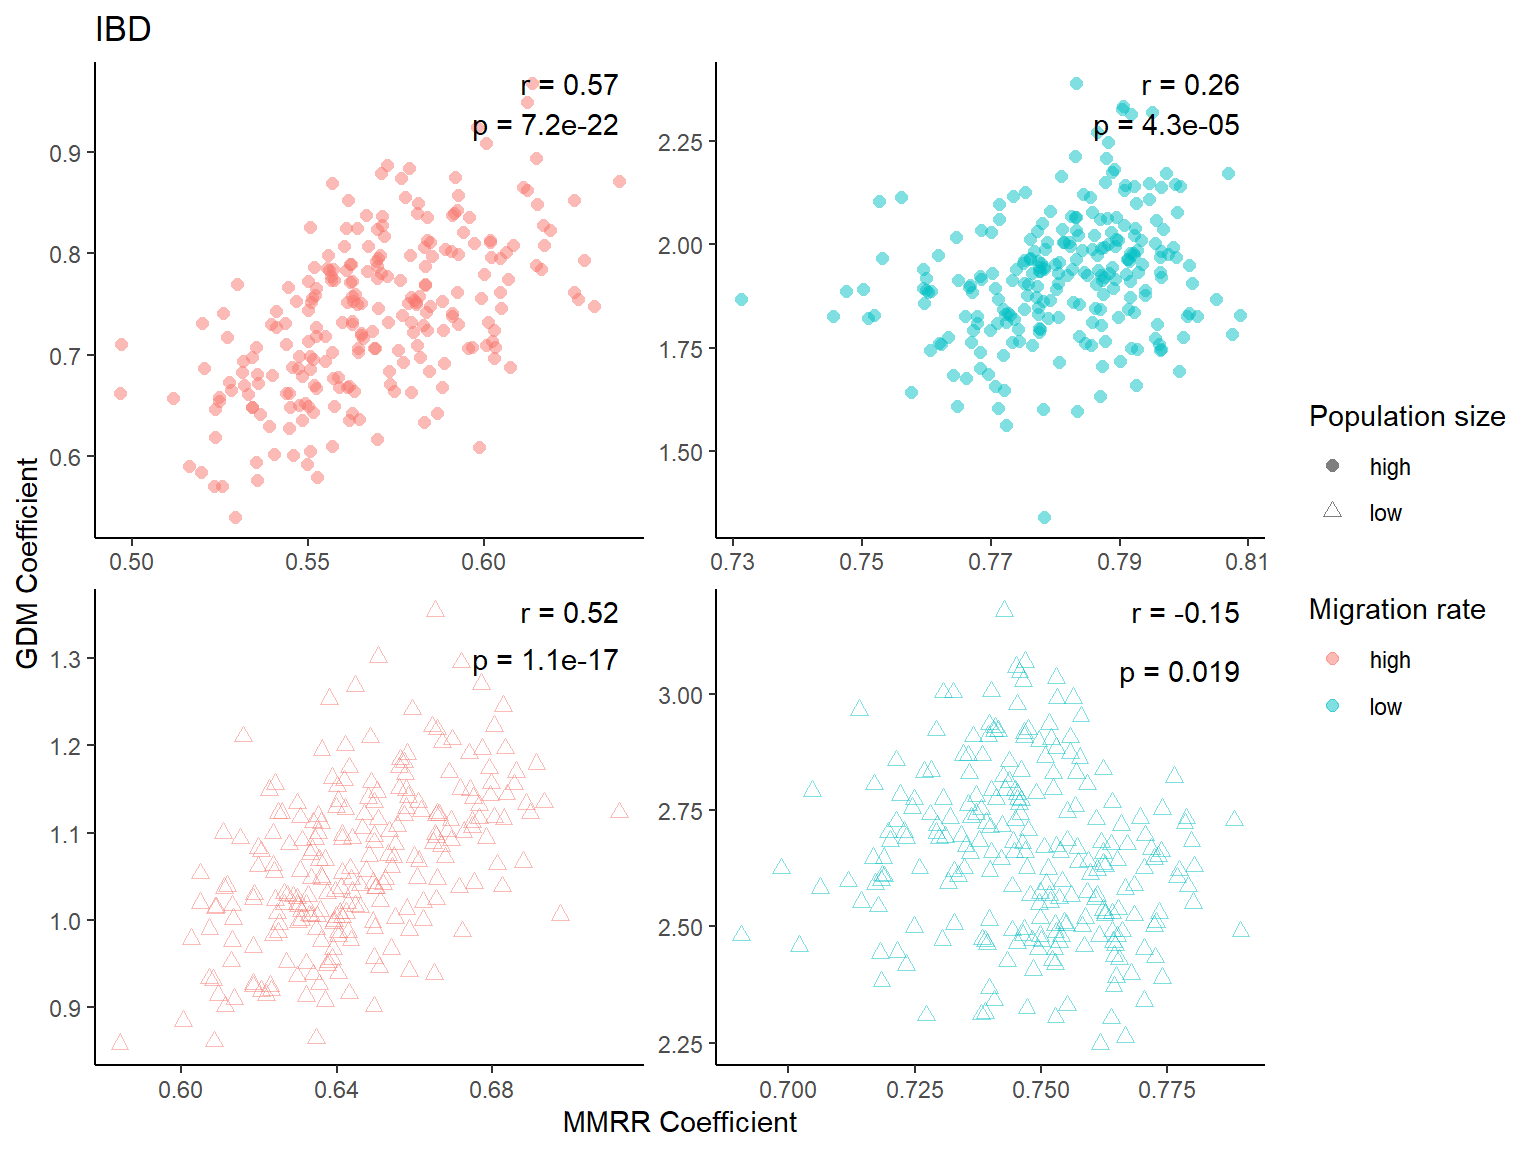 IBD
r = 0.57
p = 7.2e-22
0.9
0.8
0.7
0.6
0.50 0.55 0.60
r = 0.26
p = 4.3e-05
2.25
2.00
1.75
1.50
0.73 0.75 0.77 0.79 0.81
GDM Coefficient
r = 0.52
p = 1.1e-17
1.3
1.2
1.1
1.0
0.9
0.60 0.64 0.68
r = -0.15
p = 0.019
3.00
2.75
2.50
2.25
0.700 0.725 0.750 0.775
MMRR Coefficient
Population size
high
low
Migration rate
high
low